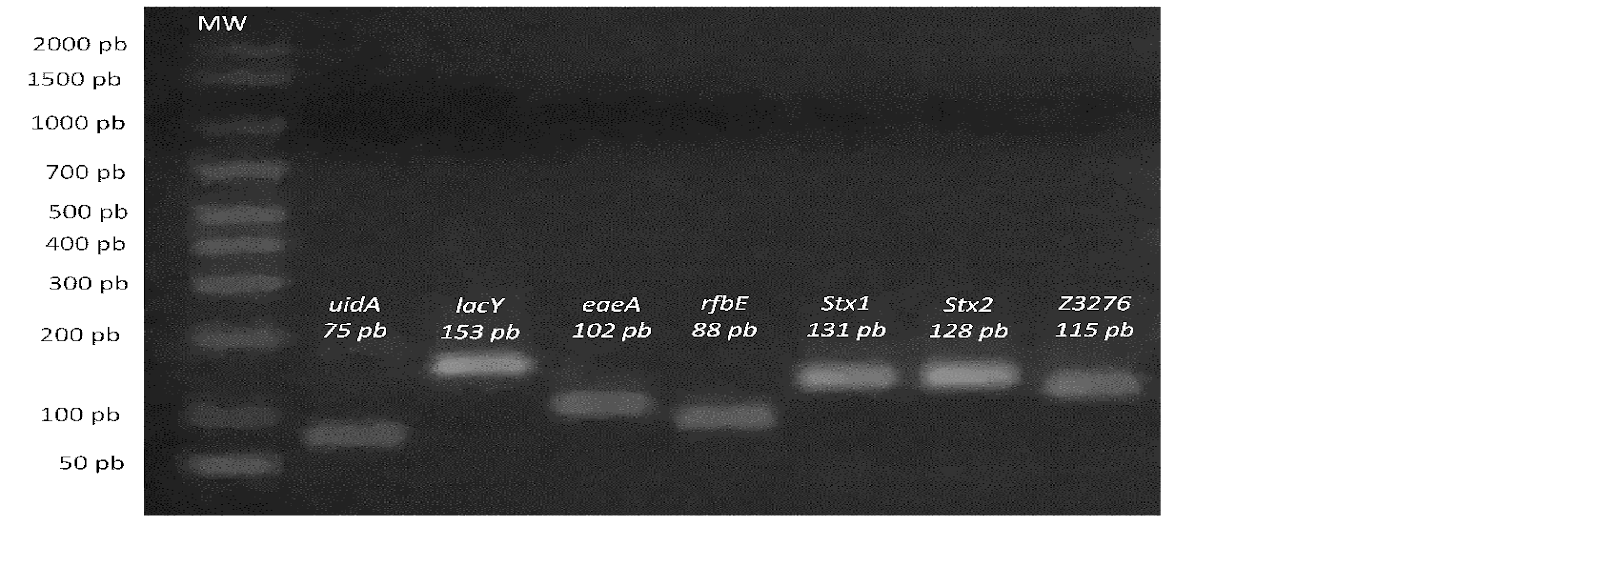 MW
2000 pb
1500 pb
1000 pb
700 pb
500 pb
400 pb
300 pb
200 pb
100 pb
50 pb
uidA
75 pb
lacY
153 pb
eaeA
102 pb
rfbE
88 pb
Stx1
131 pb
Stx2
128 pb
Z3276
115 pb